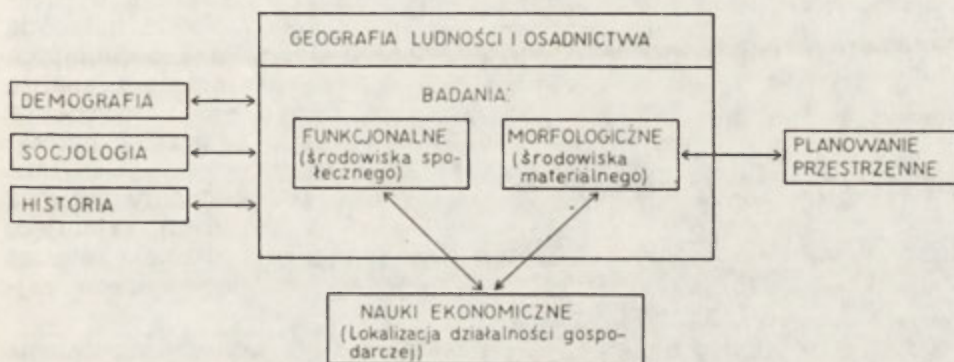 GEOGRAFIA LUDNOŚCI I OSADNICTWA
BADANIA:
DEMOGRAFIA
SOCJOLOGIA
HISTORIA
FUNKCJONALNE
(środowiska spo-
łecznego)
MORFOLOGICŻNE
(środowiska
materialnego)
PLANOWANIE
PRZESTRZENNE
NAUKI EKONOMICZNE
(Lokalizacja działalności gospo-
darczej)